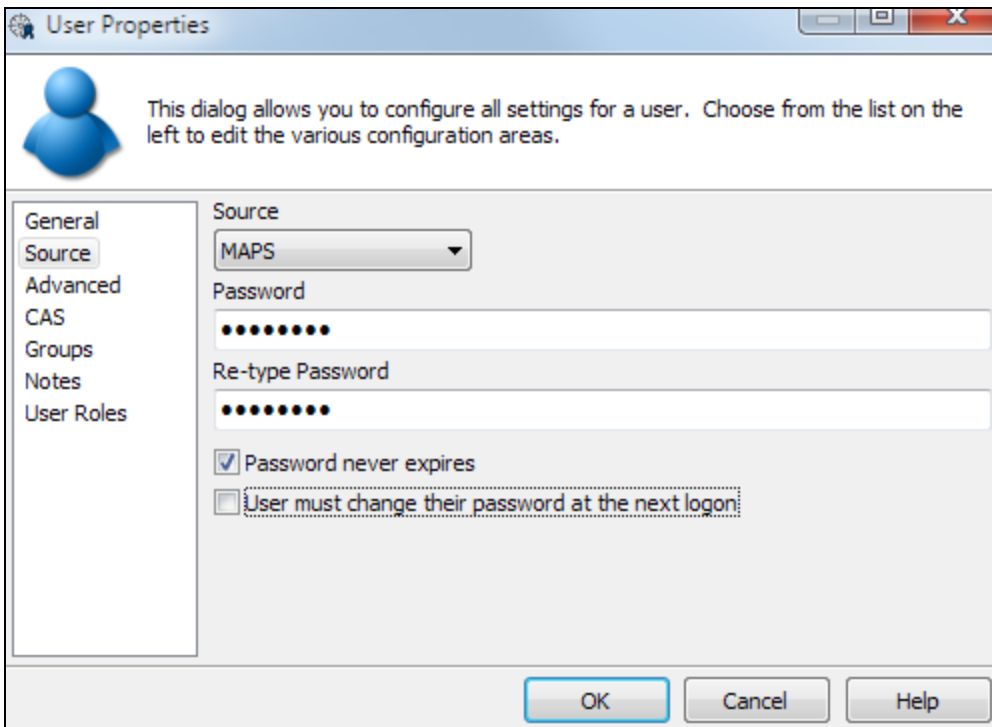 User Properties
This dialog allows you to configure all settings for a user. Choose from the list on the
left to edit the various configuration areas.
General
Source
Advanced
CAS
Groups
Notes
User Roles
Source
MAPS
Password
••••••••
Re-type Password
••••••••
Password never expires
User must change their password at the next logon
OK
Cancel
Help